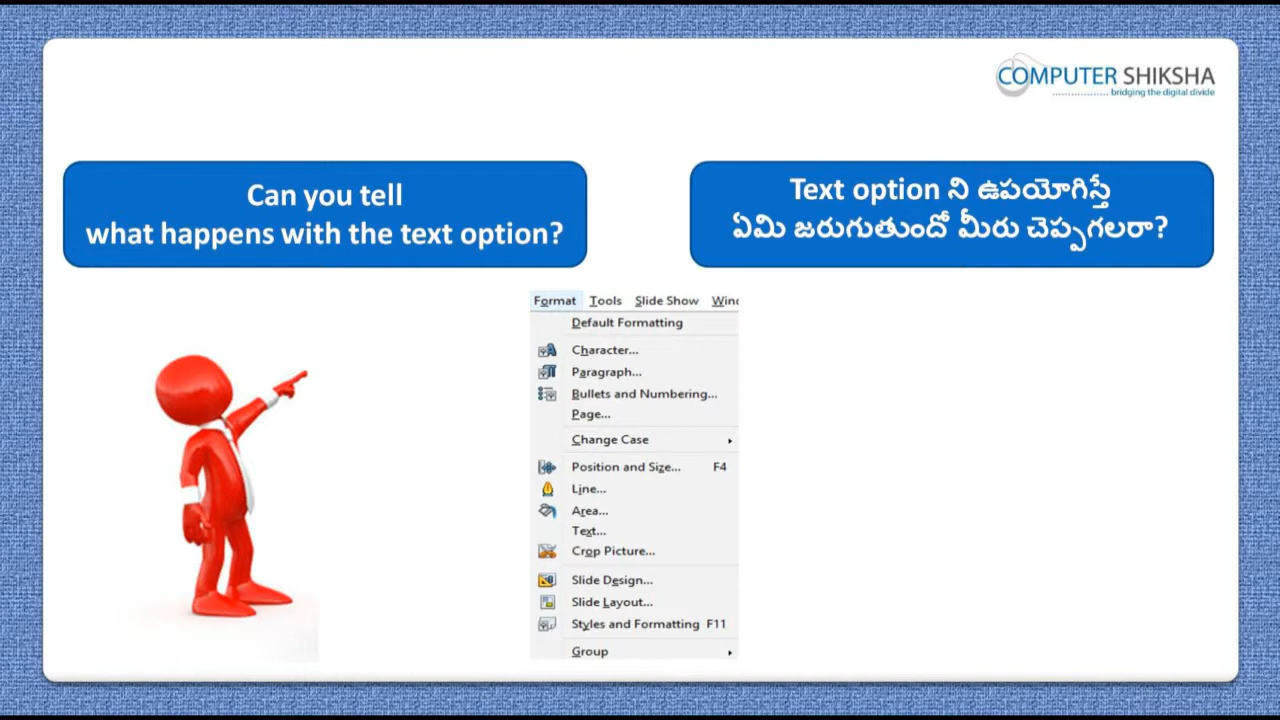 COMPUTER SHIKSHA
bridging the digital divide
Can you tell
what happens with the text option?
Text option ని ఉపయోగిస్తే
ఏమి జరుగుతుందో మీరు చెప్పగలరా?
Format Tools Slide Show Wind
Default Formatting
Character...
Paragraph...
Bullets and Numbering...
Page...
Change Case
Position and Size... F4
Line...
Area...
Text...
Crop Picture...
Slide Design...
Slide Layout...
Styles and Formatting F11
Group